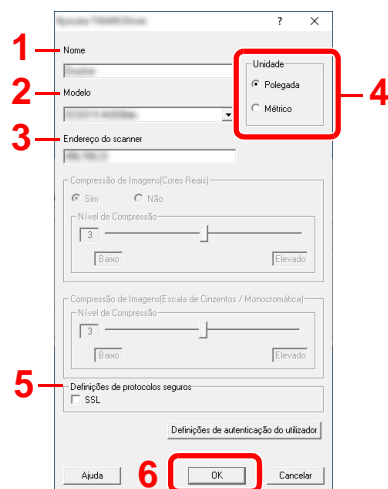 ? ×
1 Nome
Unidade
Polegada
4
2 Modelo
Métrico
3 Endereço do scanner
Compressão de Imagens(Cores Reais)
Sim Não
Nível de Compressão
3
Baixo Elevado
Compressão de Imagens(Escala de Cinzentos / Monocromática)
Nível de Compressão
3
Baixo Elevado
5 Definições de protocolos seguros
SSL
Definições de autenticação do utilizador
Ajuda 6 OK Cancelar